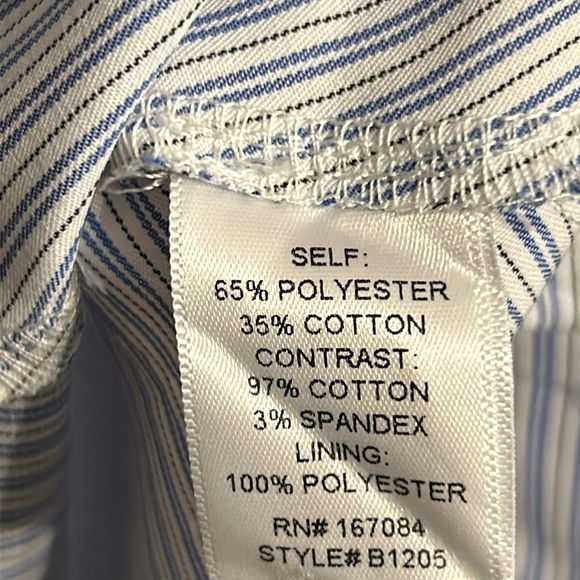 SELF:
65% POLYESTER
35% COTTON
CONTRAST:
97% COTTON
3% SPANDEX
LINING:
100% POLYESTER
RN# 167084
STYLE# B1205